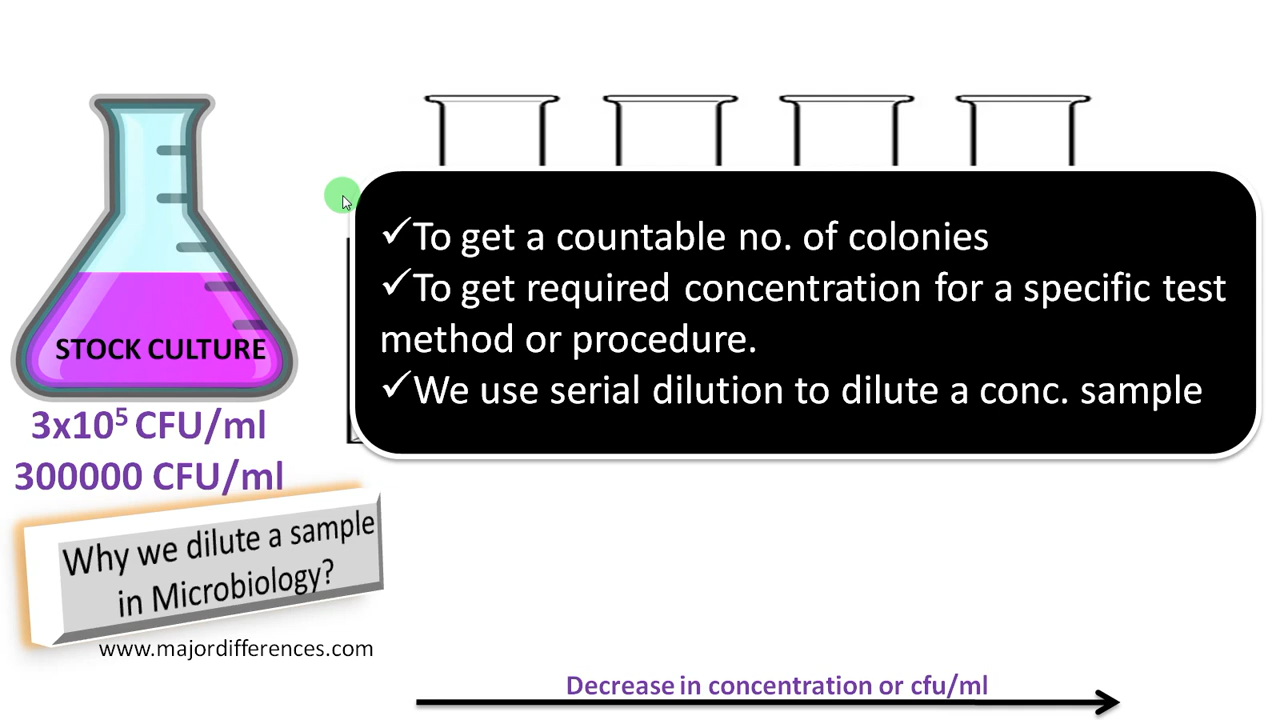 STOCK CULTURE
3x10⁵ CFU/ml
300000 CFU/ml
✓To get a countable no. of colonies
✓To get required concentration for a specific test
method or procedure.
✓We use serial dilution to dilute a conc. sample
Why we dilute a sample
in Microbiology?
www.majordifferences.com
Decrease in concentration or cfu/ml